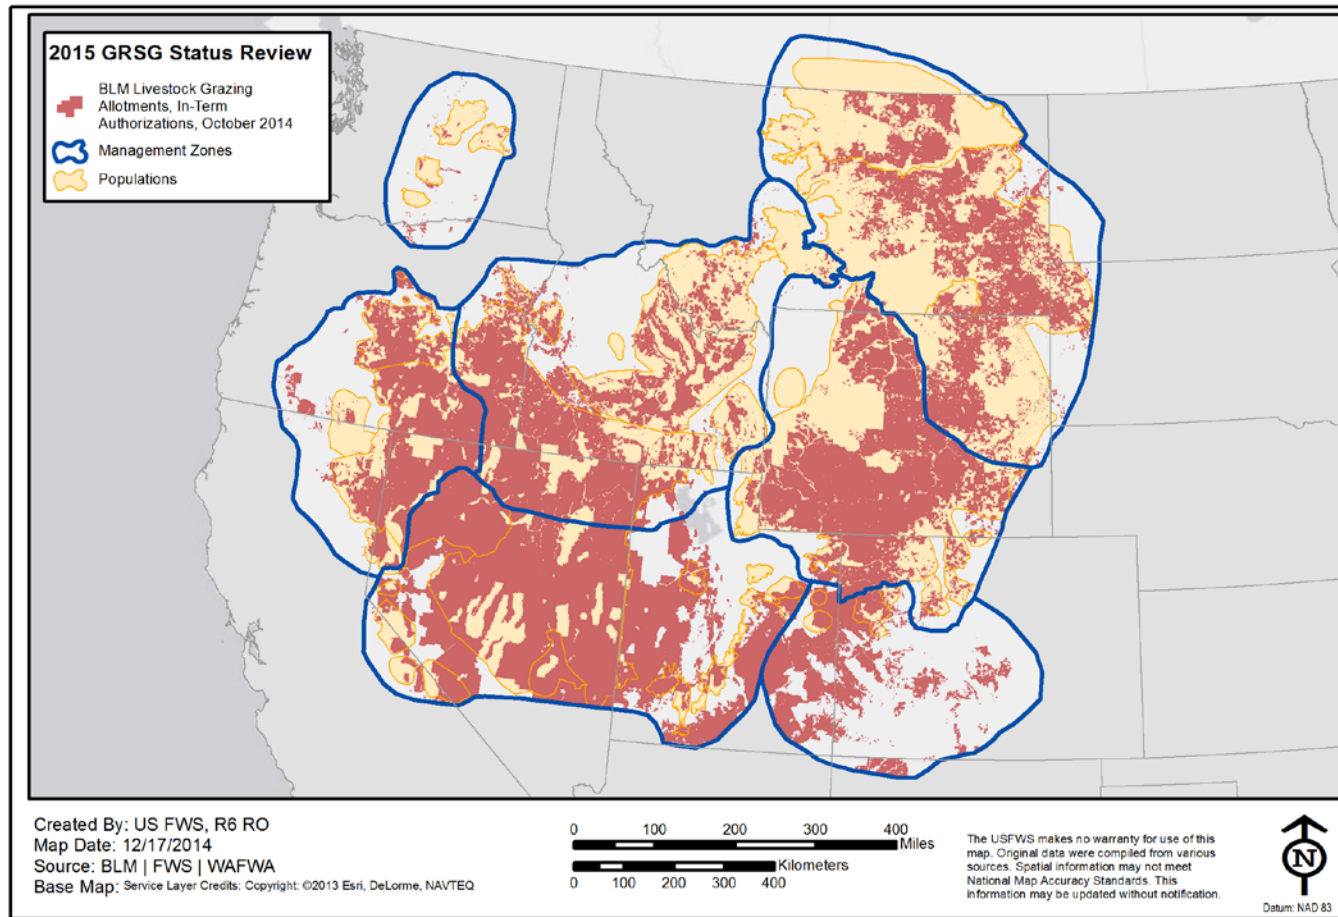 2015 GRSG Status Review
BLM Livestock Grazing
Allotments, In-Term
Authorizations, October 2014
Management Zones
Populations
Created By: US FWS, R6 RO
Map Date: 12/17/2014
Source: BLM | FWS | WAFWA
Base Map: Service Layer Credits: Copyright: ©2013 Esri, DeLorme, NAVTEQ
0 100 200 300 400
Miles
Kilometers
0 100 200 300 400
The USFWS makes no warranty for use of this
map. Original data were compiled from various
sources. Spatial information may not meet
National Map Accuracy Standards. This
information may be updated without notification.
N
Datum: NAD 83